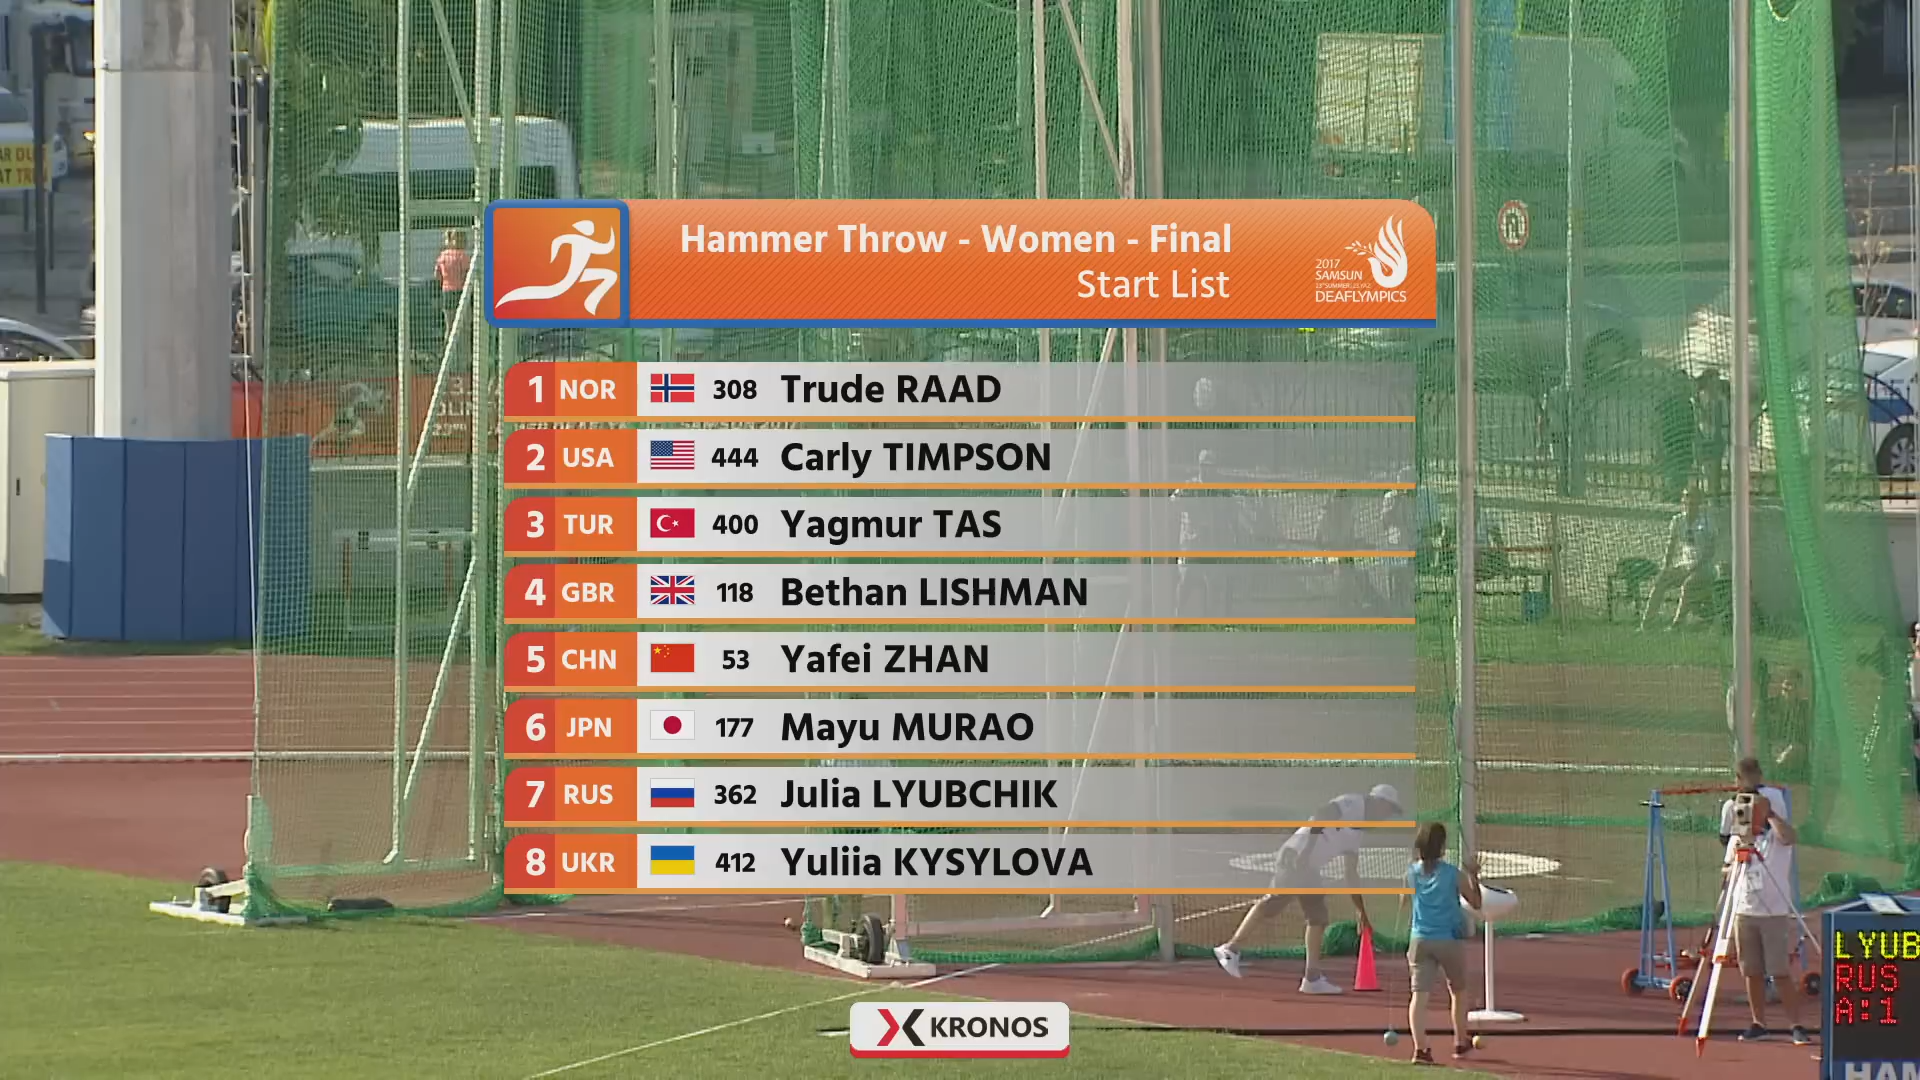 Hammer Throw - Women - Final
Start List
2017
SAMSUN
DEAFLYMPICS
1 NOR 308 Trude RAAD
2 USA 444 Carly TIMPSON
3 TUR 400 Yagmur TAS
4 GBR 118 Bethan LISHMAN
5 CHN 53 Yafei ZHAN
6 JPN 177 Mayu MURAO
7 RUS 362 Julia LYUBCHIK
8 UKR 412 Yuliia KYSYLOVA
KRONOS
LYUB
RUS
A:1
HAM